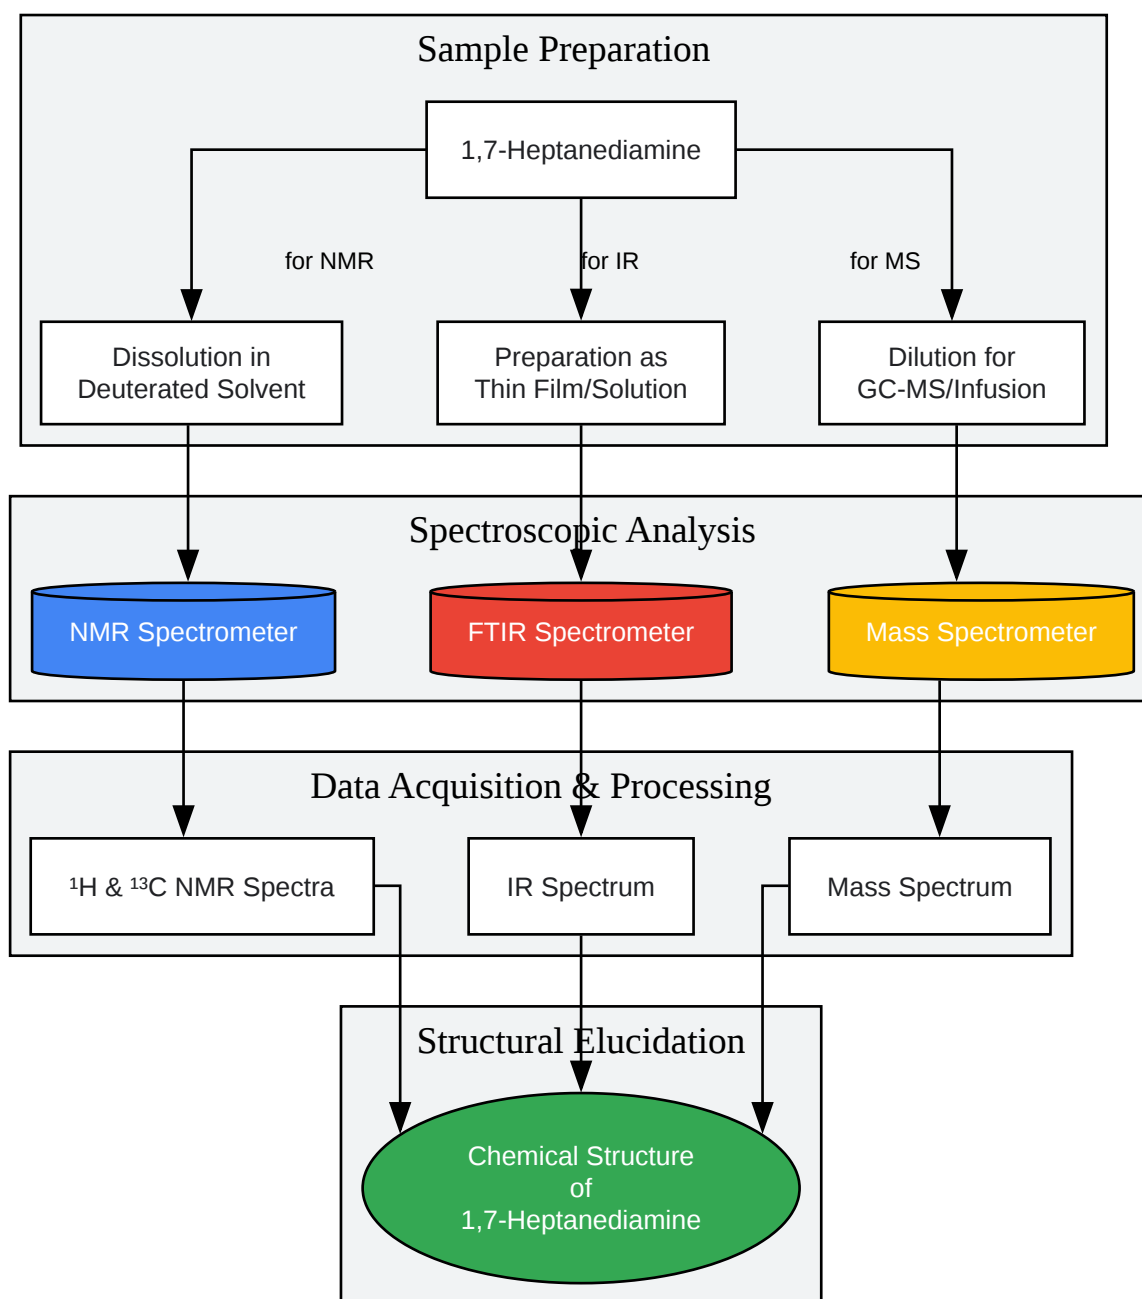 Sample Preparation
1,7-Heptanediamine
for NMR
for IR
for MS
Dissolution in
Deuterated Solvent
Preparation as
Thin Film/Solution
Dilution for
GC-MS/Infusion
Spectroscopic Analysis
NMR Spectrometer
FTIR Spectrometer
Mass Spectrometer
Data Acquisition & Processing
¹H & ¹³C NMR Spectra
IR Spectrum
Mass Spectrum
Structural Elucidation
Chemical Structure
of
1,7-Heptanediamine